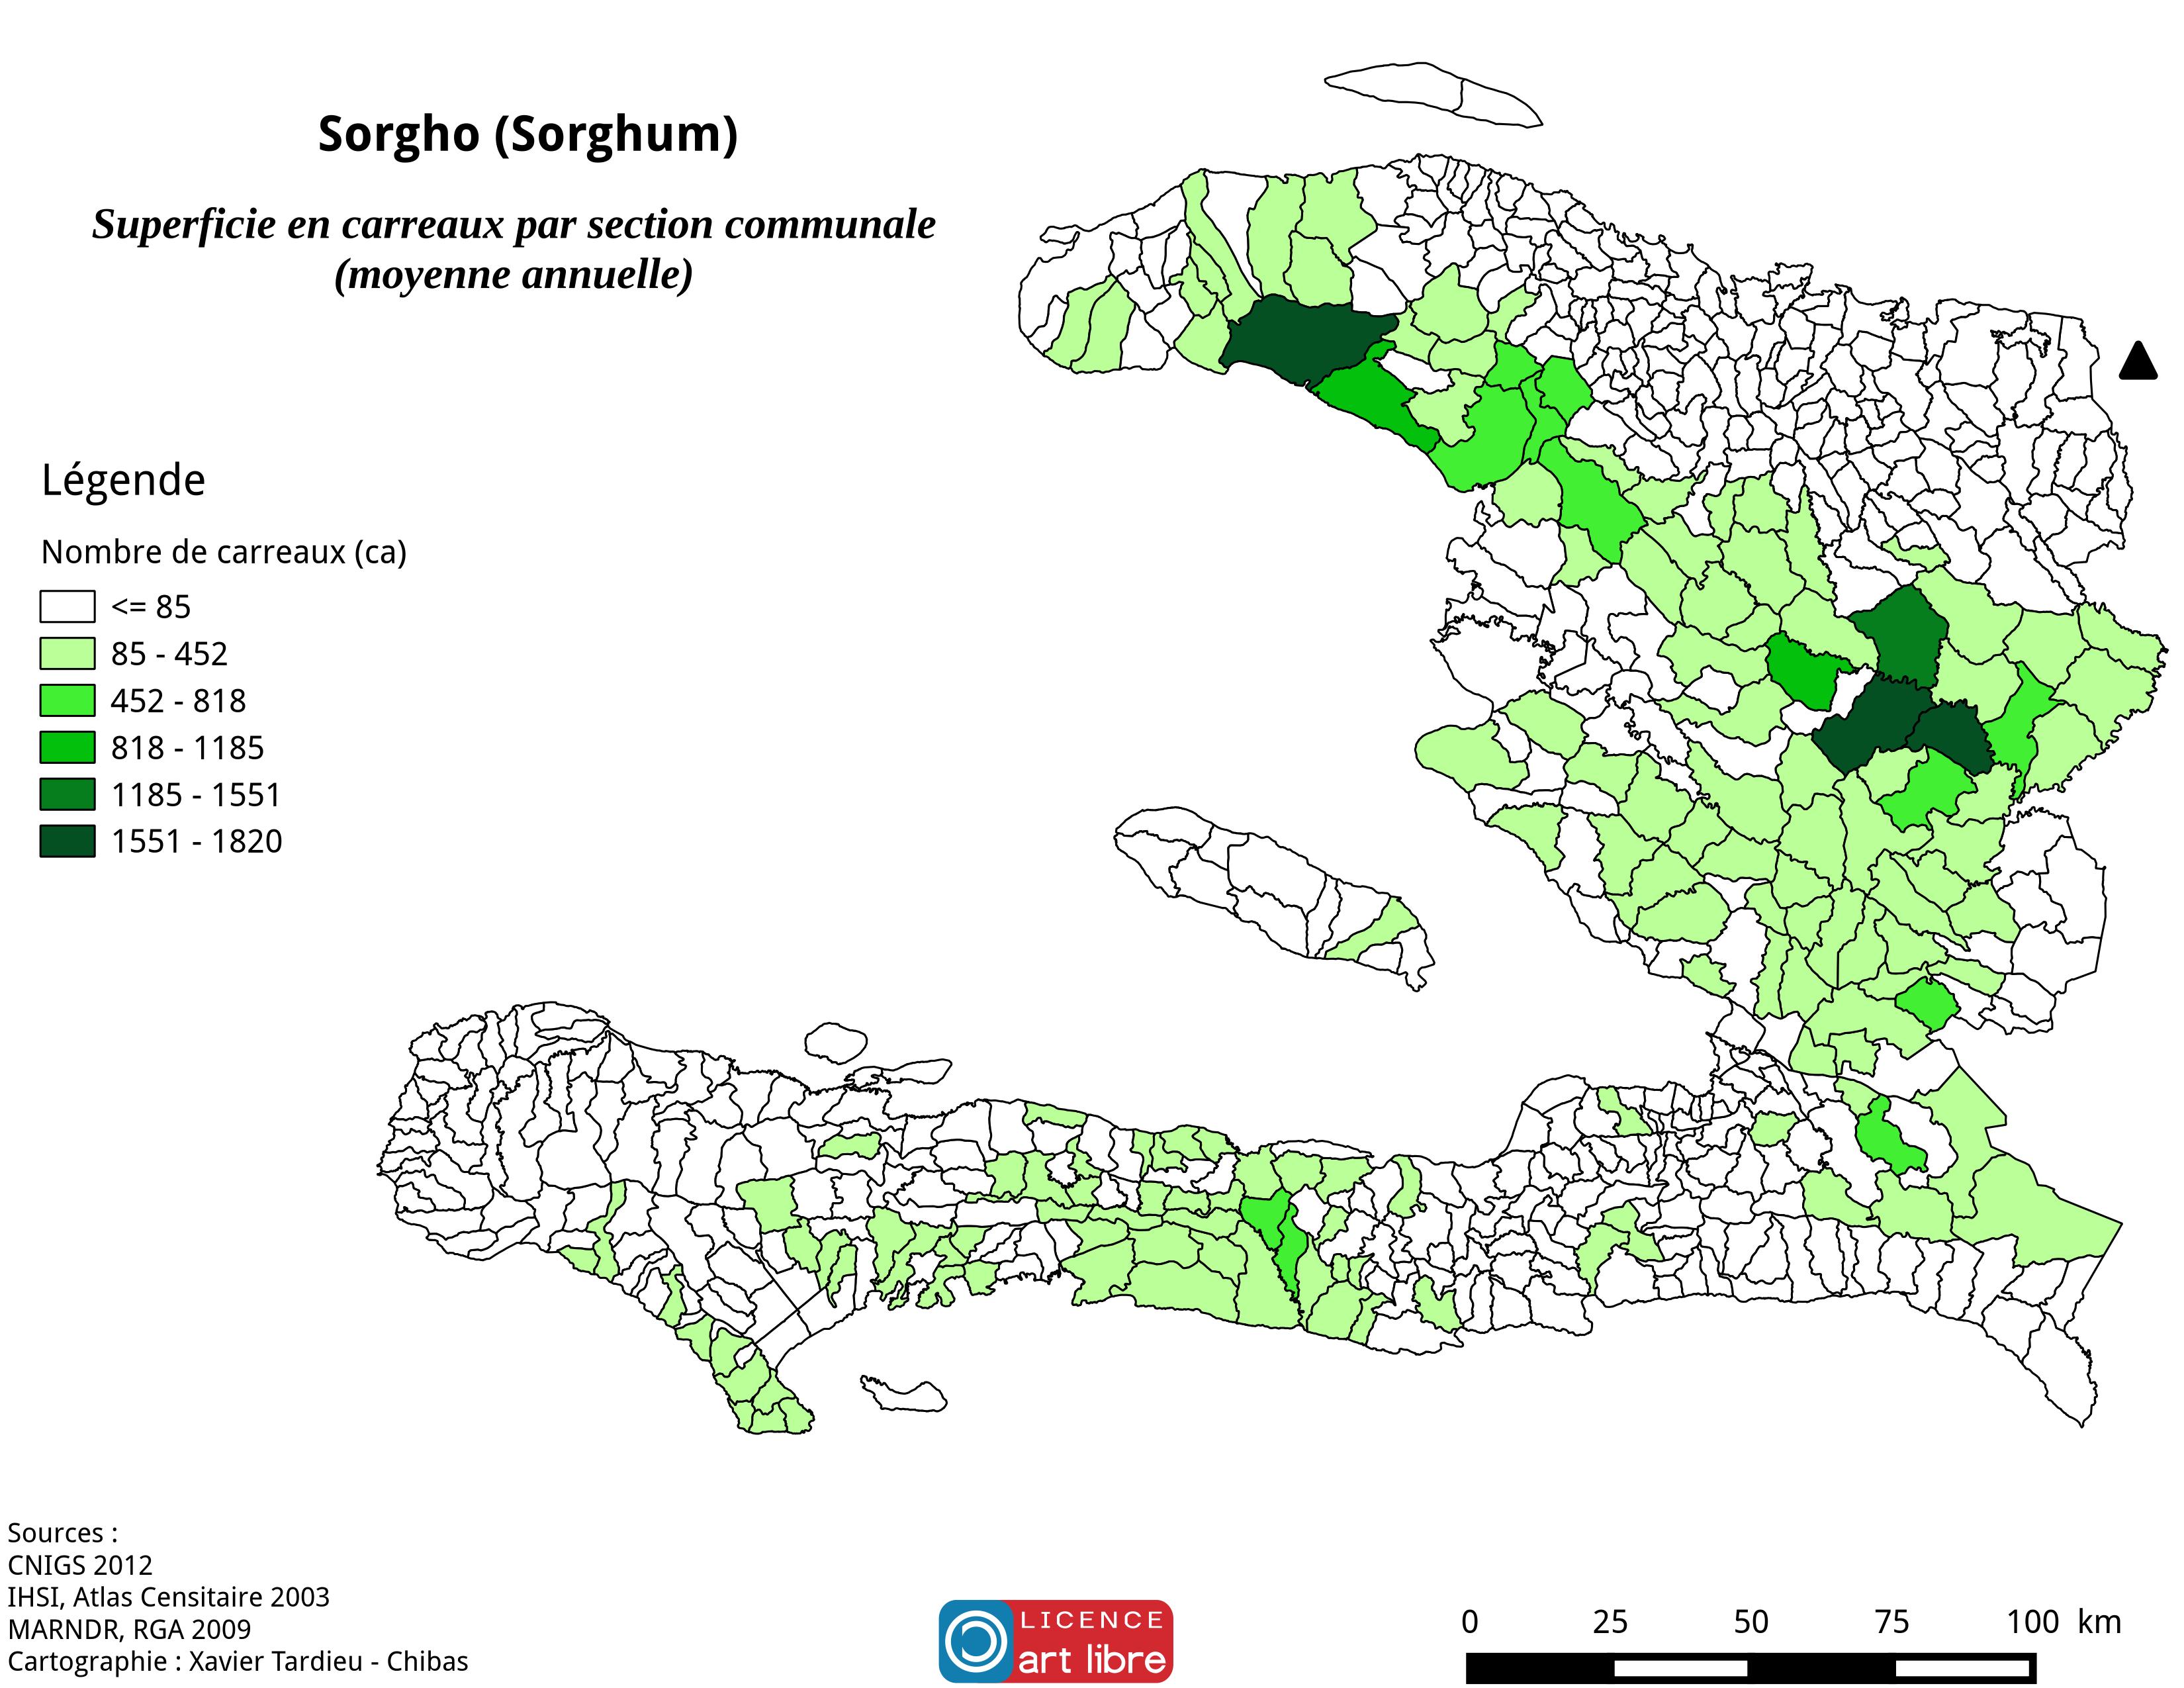 Sorgho (Sorghum)
Superficie en carreaux par section communale
(moyenne annuelle)
Légende
Nombre de carreaux (ca)
<= 85
85 - 452
452 - 818
818 - 1185
1185 - 1551
1551 - 1820
Sources :
CNIGS 2012
IHSI, Atlas Censitaire 2003
MARNDR, RGA 2009
Cartographie : Xavier Tardieu - Chibas
LICENCE
art libre
0 25 50 75 100 km